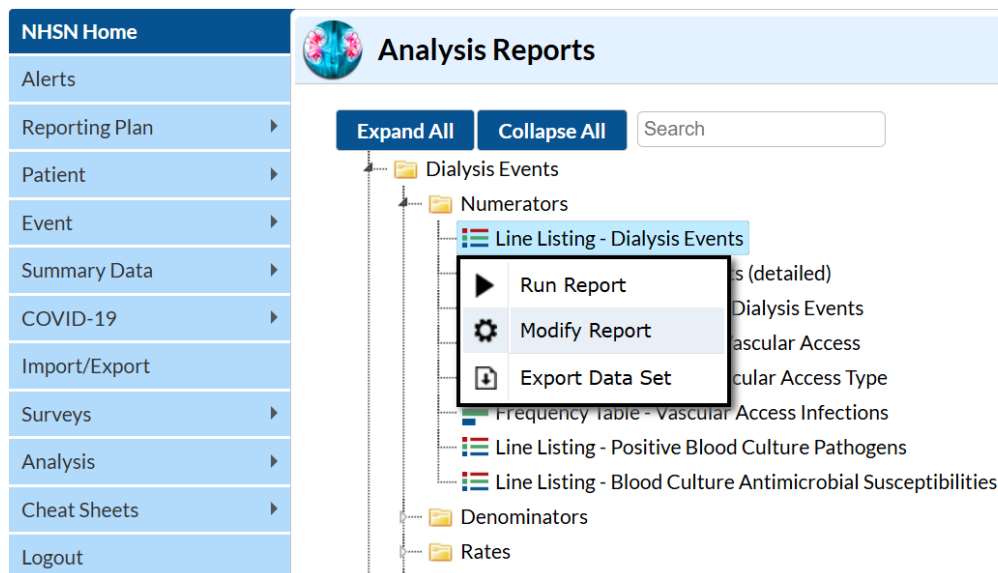 NHSN Home
Alerts
Reporting Plan
Patient
Event
Summary Data
COVID-19
Import/Export
Surveys
Analysis
Cheat Sheets
Logout
Analysis Reports
Expand All
Collapse All
Search
Dialysis Events
Numerators
Line Listing - Dialysis Events
Run Report
Modify Report
Export Data Set
(detailed)
Dialysis Events
Access
Access Type
Frequency Table - Vascular Access Infections
Line Listing - Positive Blood Culture Pathogens
Line Listing - Blood Culture Antimicrobial Susceptibilities
Denominators
Rates